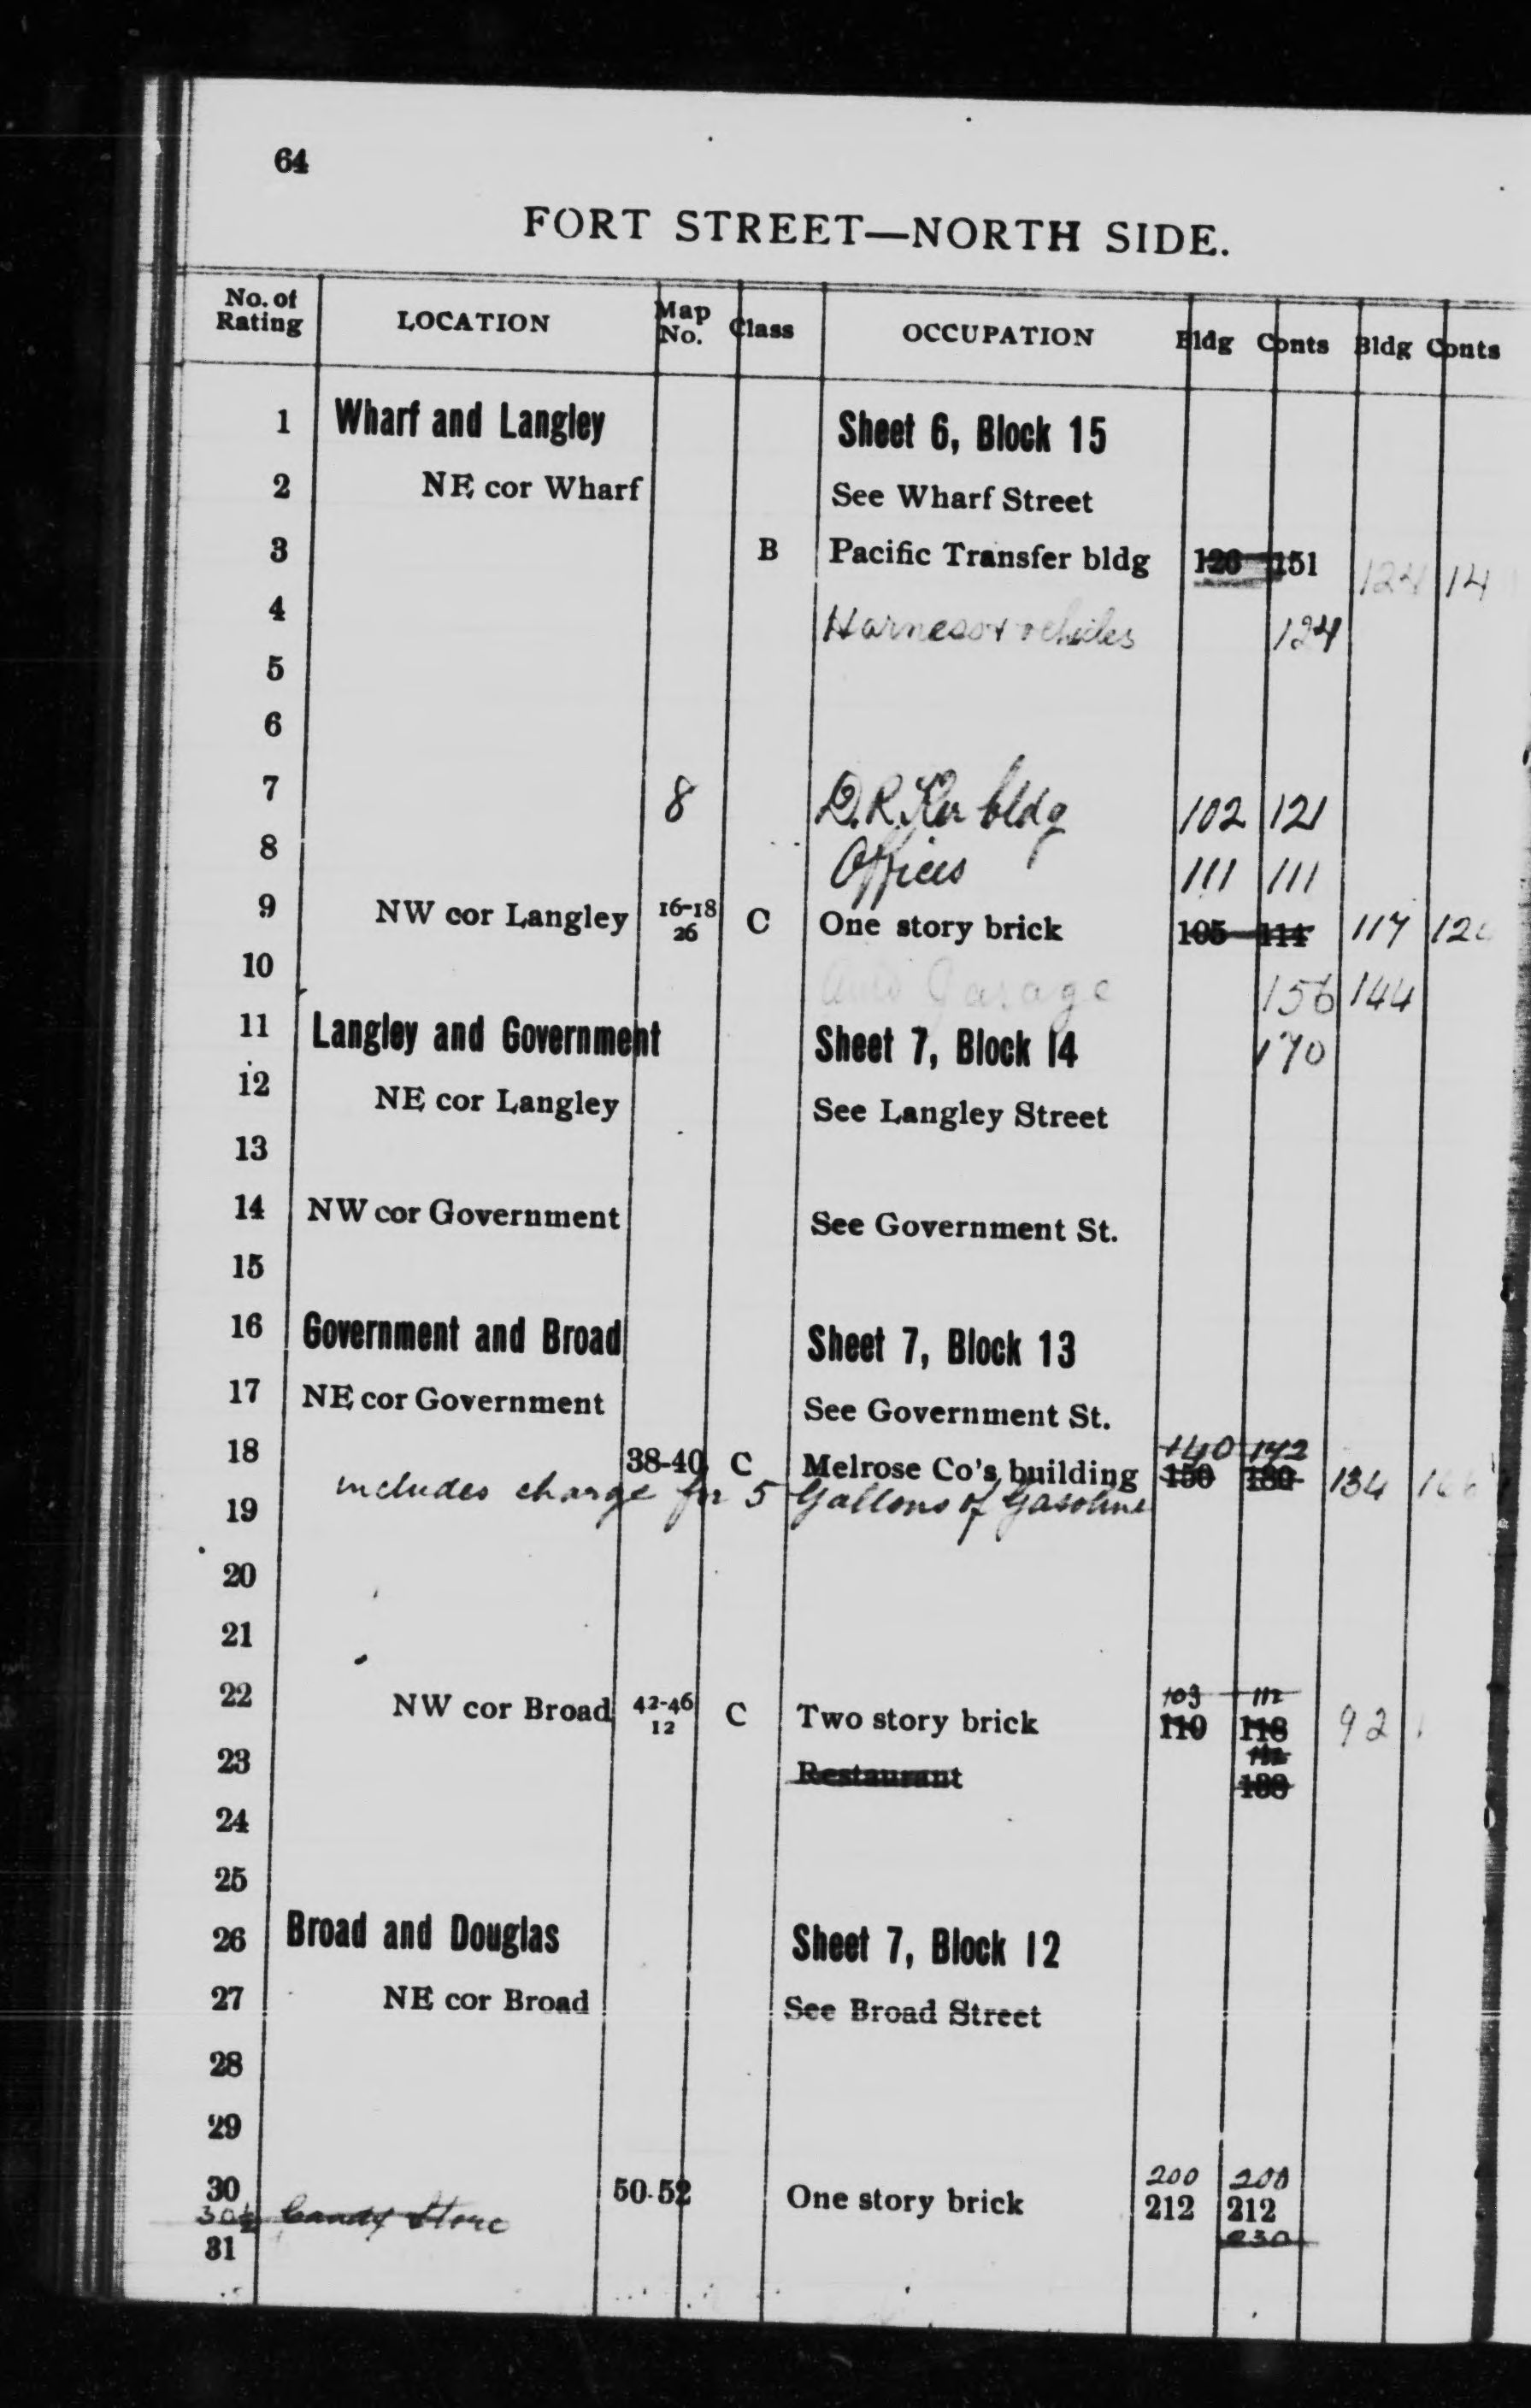 64
FORT STREET—NORTH SIDE.
No. of Rating LOCATION Map No. Class OCCUPATION Bldg Conts Bldg Conts
1 Wharf and Langley Sheet 6, Block 15
2 NE cor Wharf See Wharf Street
3 B Pacific Transfer bldg 151 124 14
4 Harness & vehicles 124
5
6
7 8 D.R. Ker bldg 102 121
8 Offices 111 111
9 NW cor Langley 16-18 26 C One story brick 105 114 117 12
10 Auto Garage 156 144
11 Langley and Government Sheet 7, Block 14 170
12 NE cor Langley See Langley Street
13
14 NW cor Government See Government St.
15
16 Government and Broad Sheet 7, Block 13
17 NE cor Government See Government St.
140 142
18 38-40 C Melrose Co's building 150 180 134 166
19 includes charge for 5 Gallons of Gasoline
20
21
103 112
22 NW cor Broad 42-46 12 C Two story brick 110 118 92
23 Restaurant
24
25
26 Broad and Douglas Sheet 7, Block 12
27 NE cor Broad See Broad Street
28
29
200 200
30 50-52 One story brick 212 212
30½ Candy Store 230
31